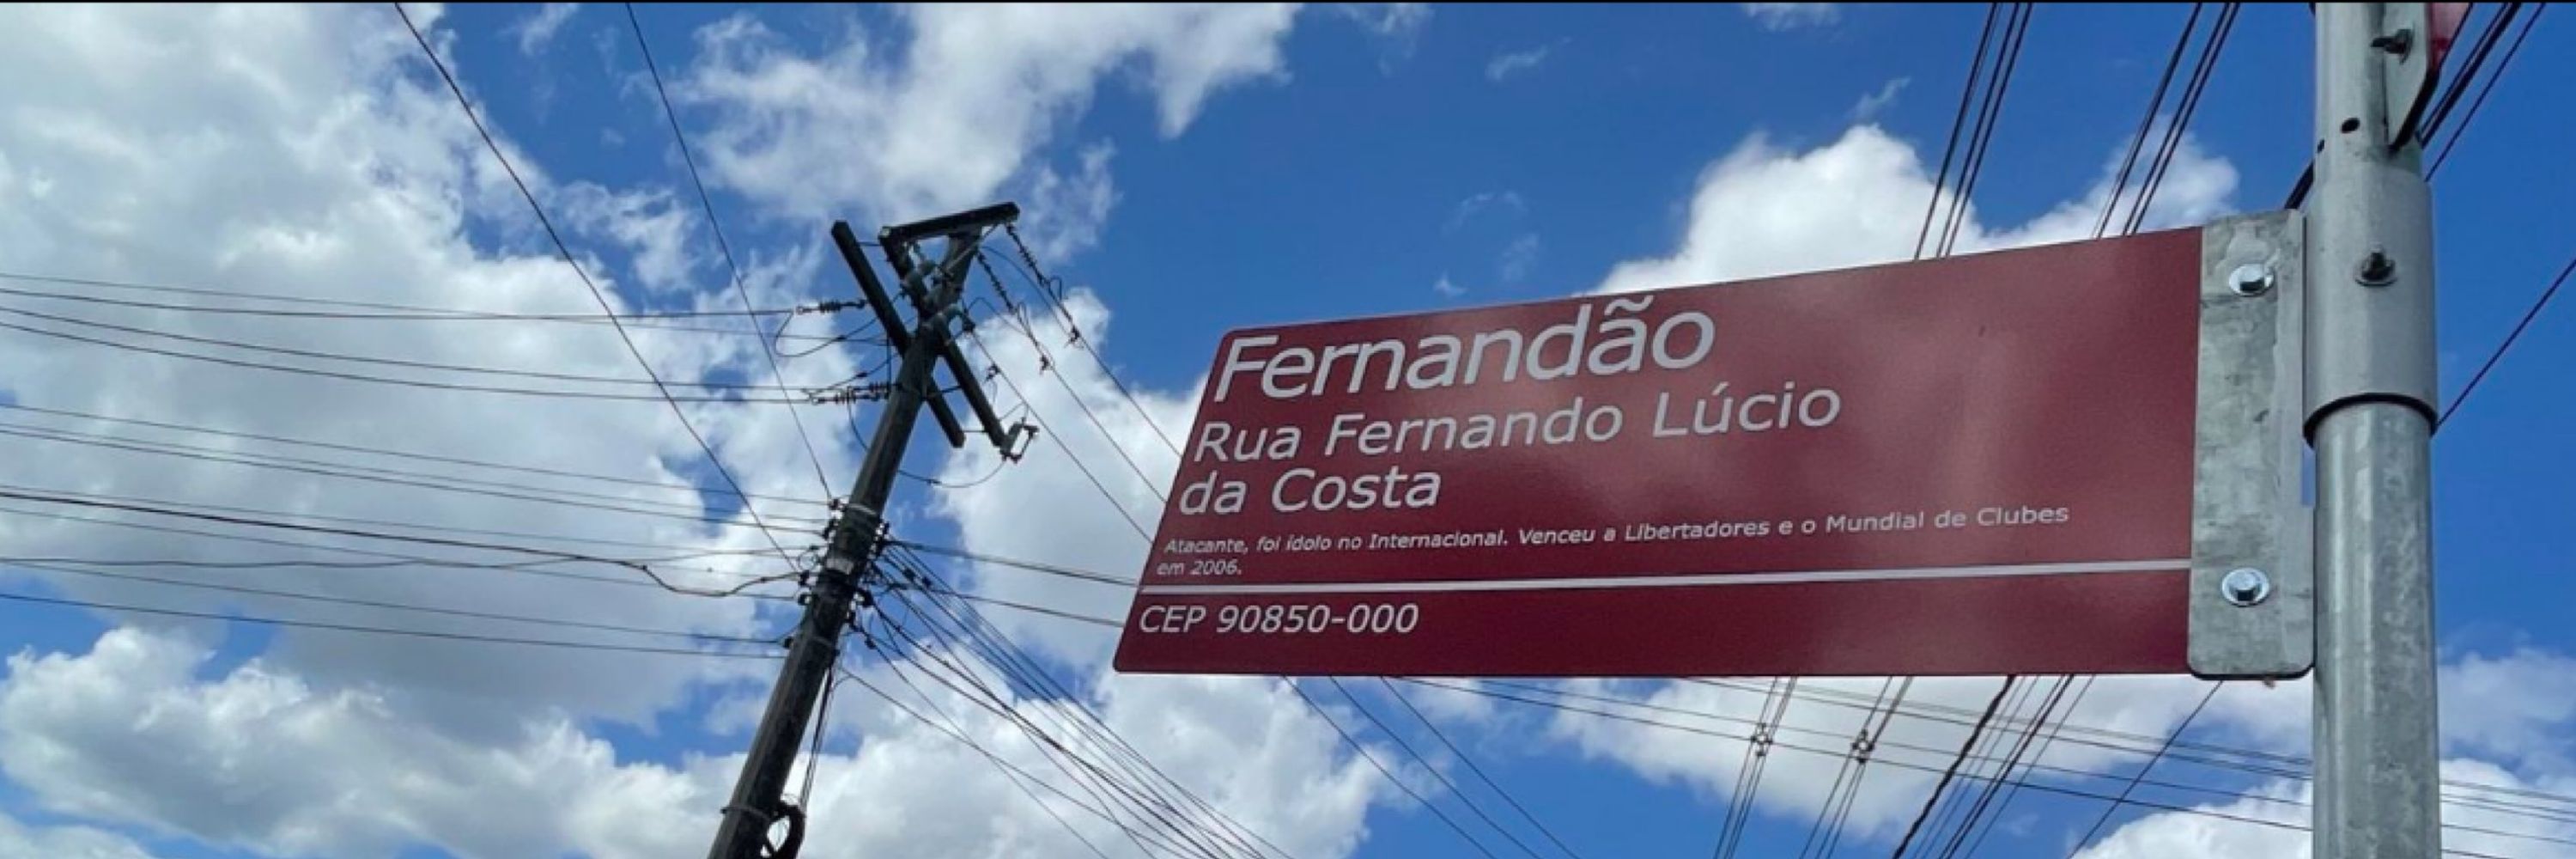 Fernandão
Rua Fernando Lúcio
da Costa
Atacante, foi ídolo no Internacional. Venceu a Libertadores e o Mundial de Clubes
em 2006.
CEP 90850-000